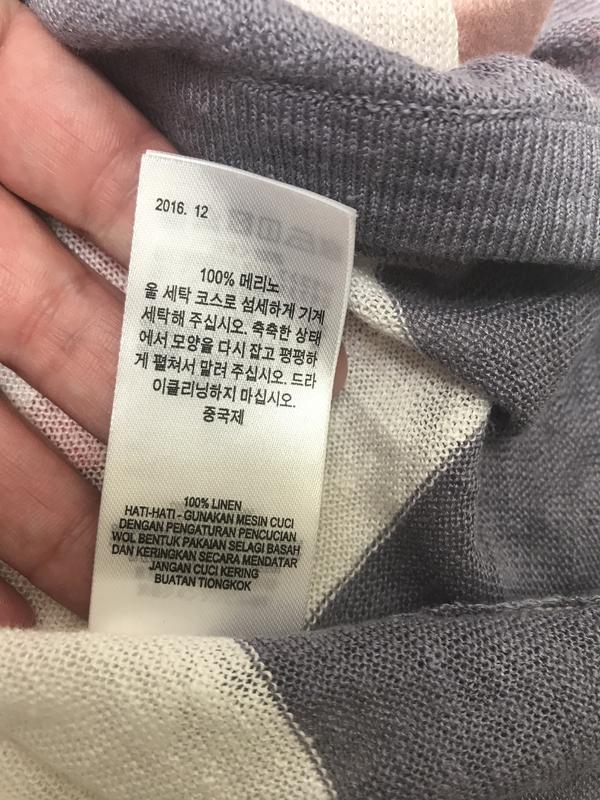 2016. 12
100% 메리노
울 세탁 코스로 섬세하게 기계
세탁해 주십시오. 축축한 상태
에서 모양을 다시 잡고 평평하
게 펼쳐서 말려 주십시오. 드라
이클리닝하지 마십시오.
중국제
100% LINEN
HATI-HATI - GUNAKAN MESIN CUCI
DENGAN PENGATURAN PENCUCIAN
WOL BENTUK PAKAIAN SELAGI BASAH
DAN KERINGKAN SECARA MENDATAR
JANGAN CUCI KERING
BUATAN TIONGKOK